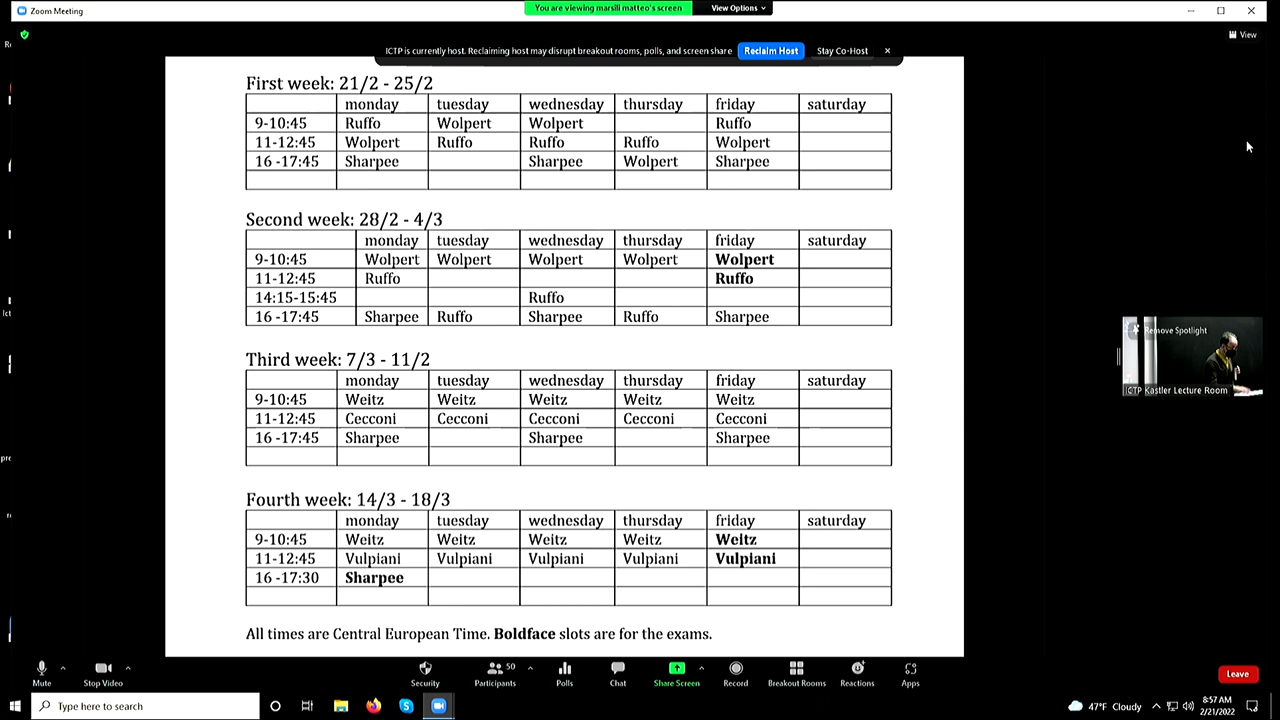 Zoom Meeting
You are viewing marsili matteo's screen View Options
View
ICTP is currently host. Reclaiming host may disrupt breakout rooms, polls, and screen share Reclaim Host Stay Co-Host
First week: 21/2 - 25/2
monday tuesday wednesday thursday friday saturday
9-10:45 Ruffo Wolpert Wolpert Ruffo
11-12:45 Wolpert Ruffo Ruffo Ruffo Wolpert
16 -17:45 Sharpee Sharpee Wolpert Sharpee
Second week: 28/2 - 4/3
monday tuesday wednesday thursday friday saturday
9-10:45 Wolpert Wolpert Wolpert Wolpert Wolpert
11-12:45 Ruffo Ruffo
14:15-15:45 Ruffo
16 -17:45 Sharpee Ruffo Sharpee Ruffo Sharpee
Third week: 7/3 - 11/2
monday tuesday wednesday thursday friday saturday
9-10:45 Weitz Weitz Weitz Weitz Weitz
11-12:45 Cecconi Cecconi Cecconi Cecconi Cecconi
16 -17:45 Sharpee Sharpee Sharpee
Fourth week: 14/3 - 18/3
monday tuesday wednesday thursday friday saturday
9-10:45 Weitz Weitz Weitz Weitz Weitz
11-12:45 Vulpiani Vulpiani Vulpiani Vulpiani Vulpiani
16 -17:30 Sharpee
All times are Central European Time. Boldface slots are for the exams.
Remove Spotlight
ICTP Kastler Lecture Room
50
Mute Stop Video Security Participants Polls Chat Share Screen Record Breakout Rooms Reactions Apps Leave
Type here to search
47°F Cloudy
8:57 AM
2/21/2022